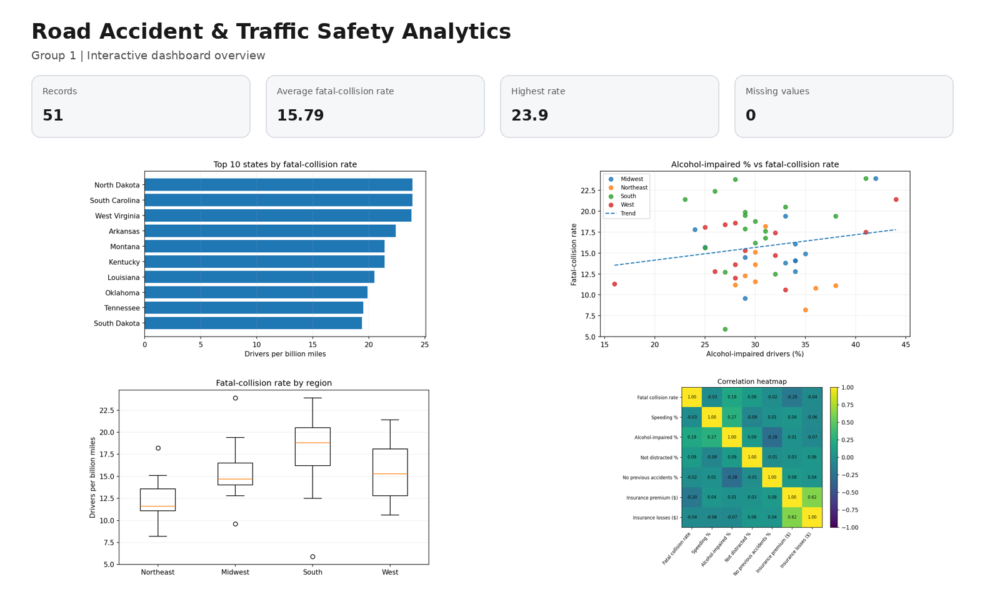 Road Accident & Traffic Safety Analytics
Group 1 | Interactive dashboard overview
Records
51
Average fatal-collision rate
15.79
Highest rate
23.9
Missing values
0
Top 10 states by fatal-collision rate
North Dakota
South Carolina
West Virginia
Arkansas
Montana
Kentucky
Louisiana
Oklahoma
Tennessee
South Dakota
0 5 10 15 20 25
Drivers per billion miles
Alcohol-impaired % vs fatal-collision rate
Midwest
Northeast
South
West
Trend
Fatal-collision rate
22.5
20.0
17.5
15.0
12.5
10.0
7.5
5.0
15 20 25 30 35 40 45
Alcohol-impaired drivers (%)
Fatal-collision rate by region
Drivers per billion miles
22.5
20.0
17.5
15.0
12.5
10.0
7.5
5.0
Northeast Midwest South West
Correlation heatmap
Fatal collision rate 1.00 -0.03 0.19 0.09 -0.02 -0.20 -0.04
Speeding % -0.03 1.00 0.27 -0.09 0.01 0.04 -0.06
Alcohol-impaired % 0.19 0.27 1.00 0.09 -0.28 0.01 -0.07
Not distracted % 0.09 -0.09 0.09 1.00 -0.01 0.03 0.06
No previous accidents % -0.02 0.01 -0.28 -0.01 1.00 0.08 0.04
Insurance premium ($) -0.20 0.04 0.01 0.03 0.08 1.00 0.62
Insurance losses ($) -0.04 -0.06 -0.07 0.06 0.04 0.62 1.00
Fatal collision rate
Speeding %
Alcohol-impaired %
Not distracted %
No previous accidents %
Insurance premium ($)
Insurance losses ($)
1.00
0.75
0.50
0.25
0.00
−0.25
−0.50
−0.75
−1.00